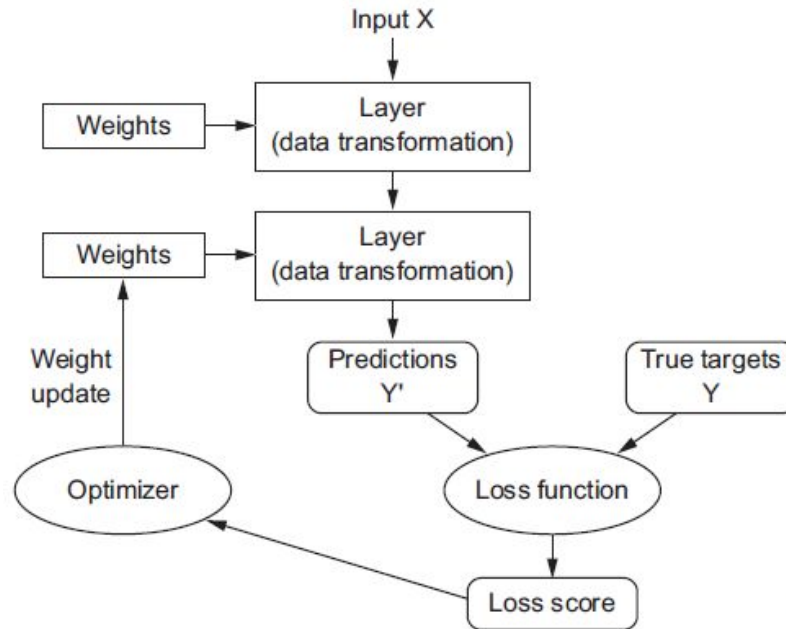 Input X
Weights
Layer
(data transformation)
Weights
Layer
(data transformation)
Weight
update
Predictions
Y'
True targets
Y
Optimizer
Loss function
Loss score